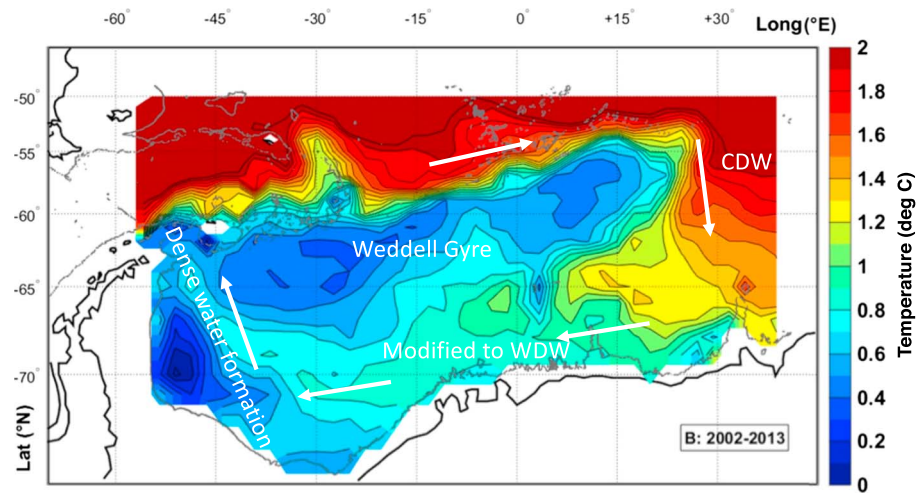 -60° -45° -30° -15° 0° +15° +30°
Long(°E)
-50°
-55°
-60°
-65°
-70°
Lat (°N)
CDW
Weddell Gyre
Dense water formation
Modified to WDW
B: 2002-2013
2
1.8
1.6
1.4
1.2
1
0.8
0.6
0.4
0.2
0
Temperature (deg C)